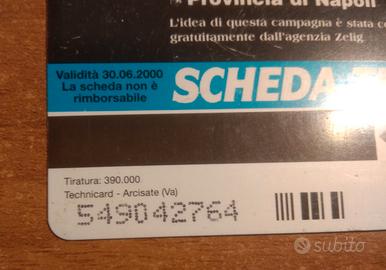 Provincia di Napoli
L'idea di questa campagna è stata
gratuitamente dall'agenzia Zelig
Validità 30.06.2000
La scheda non è
rimborsabile
SCHEDA
Tiratura: 390.000
Technicard - Arcisate (Va)
549042764
subito